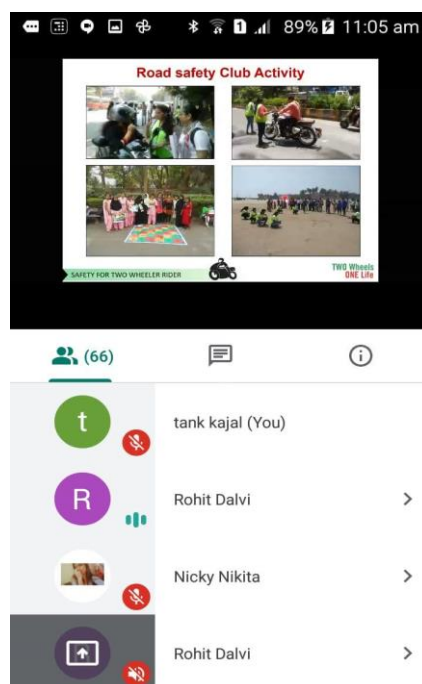 89% 11:05 am
Road safety Club Activity
SAFETY FOR TWO WHEELER RIDER
TWO Wheels
ONE Life
(66)
t
tank kajal (You)
R
Rohit Dalvi
Nicky Nikita
Rohit Dalvi